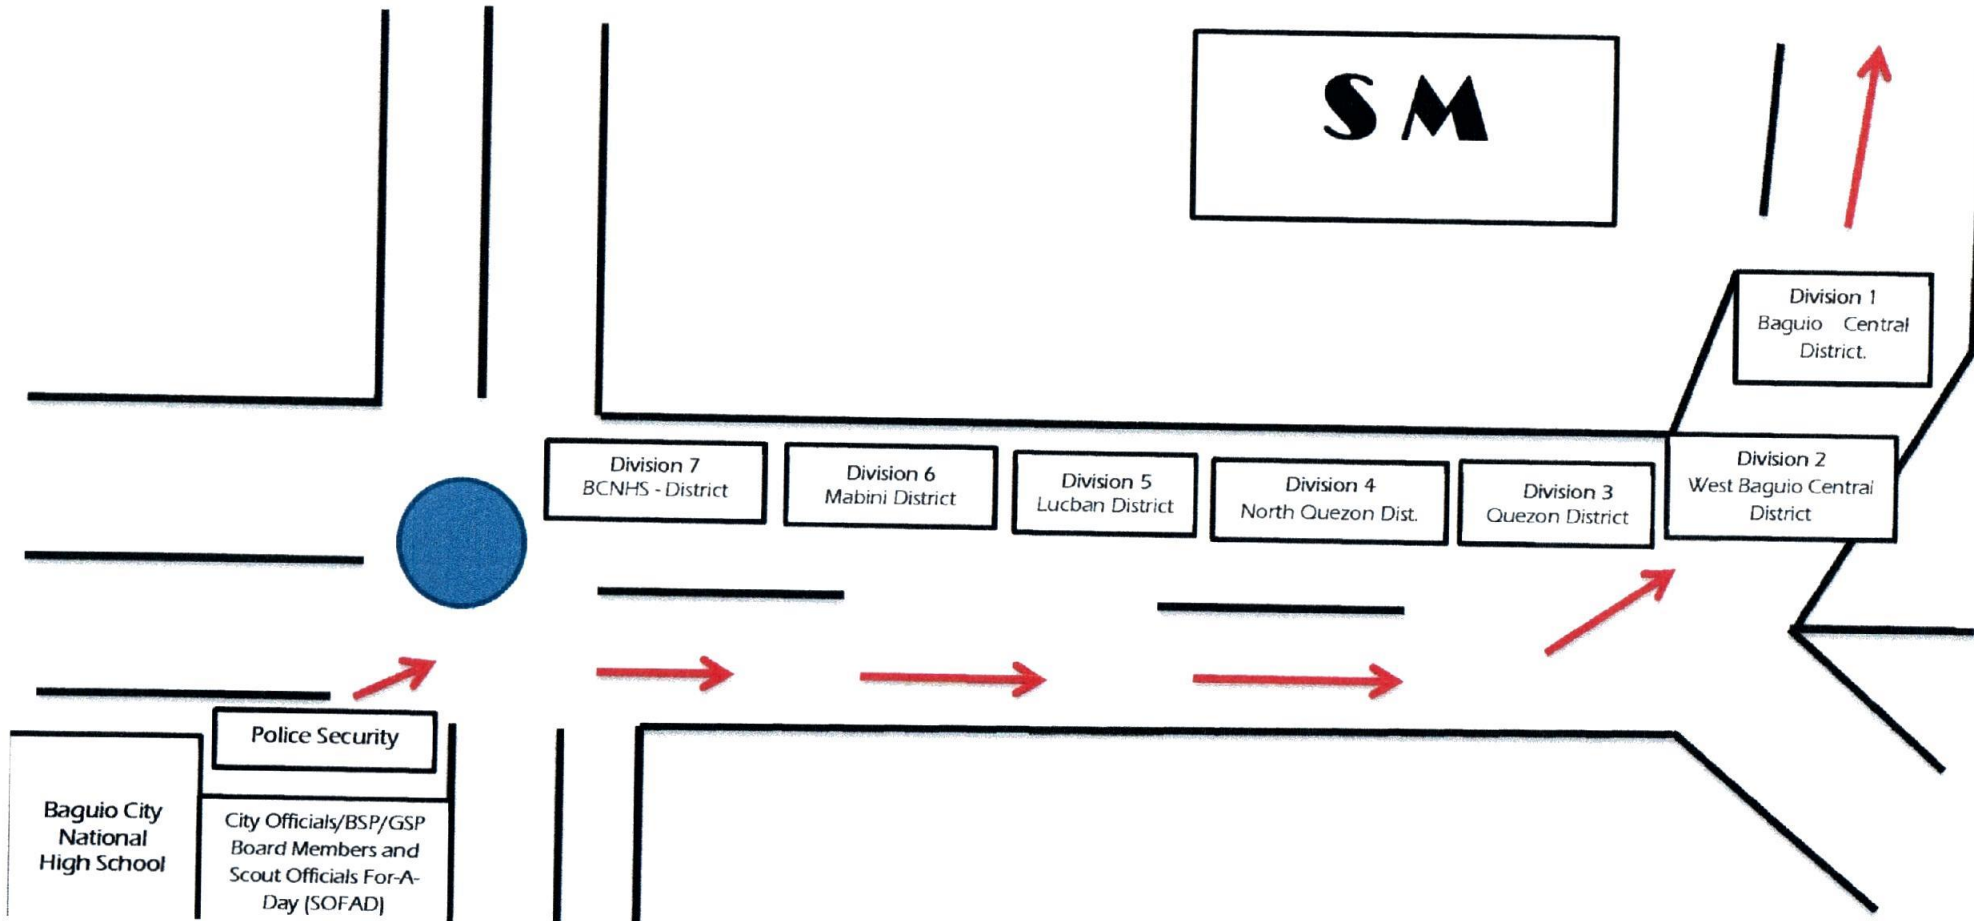 SM
Division 1
Baguio Central
District.
Division 7
BCNHS - District
Division 6
Mabini District
Division 5
Lucban District
Division 4
North Quezon Dist.
Division 3
Quezon District
Division 2
West Baguio Central
District
Police Security
Baguio City
National
High School
City Officials/BSP/GSP
Board Members and
Scout Officials For-A-
Day (SOFAD)